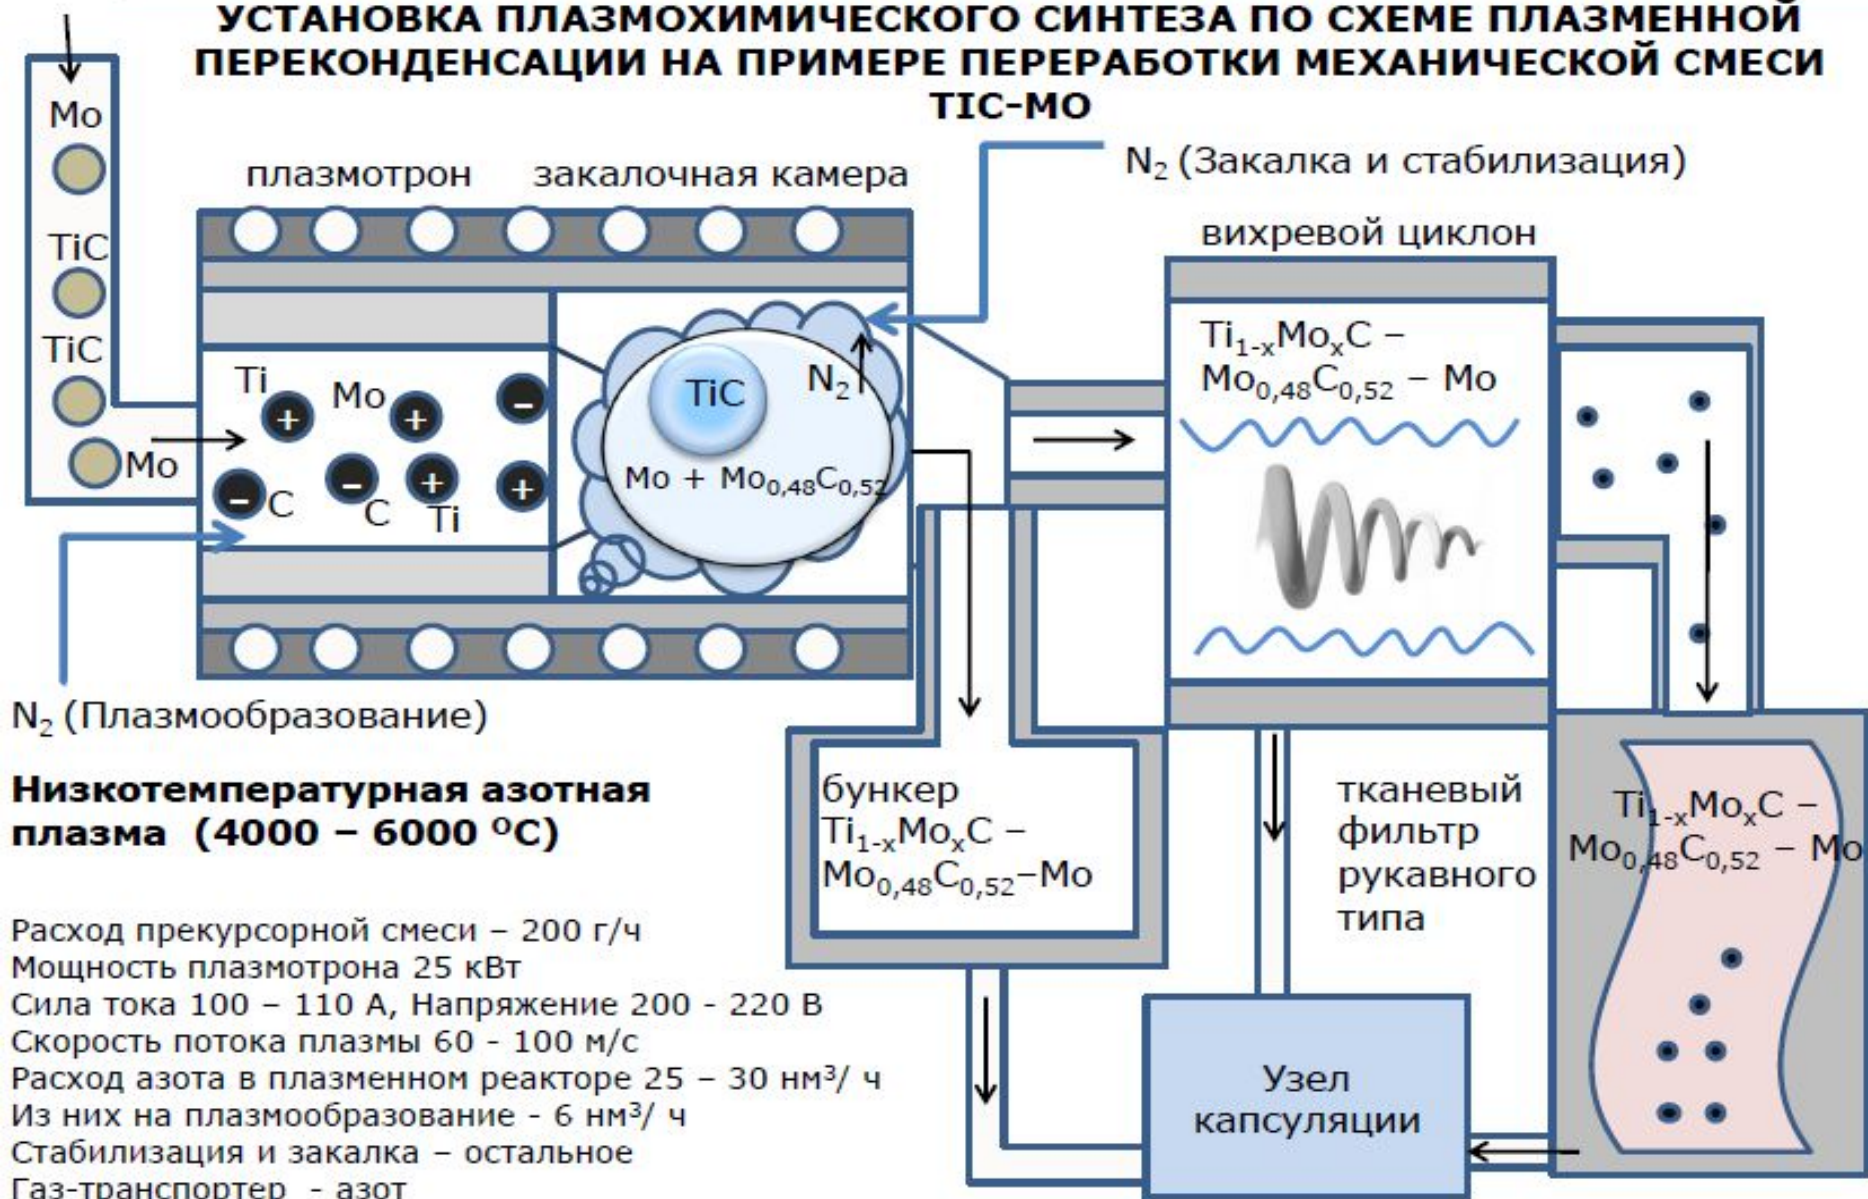 УСТАНОВКА ПЛАЗМОХИМИЧЕСКОГО СИНТЕЗА ПО СХЕМЕ ПЛАЗМЕННОЙ
ПЕРЕКОНДЕНСАЦИИ НА ПРИМЕРЕ ПЕРЕРАБОТКИ МЕХАНИЧЕСКОЙ СМЕСИ
TIC-MO
Mo
TiC
TiC
Mo
плазмотрон
закалочная камера
N₂ (Закалка и стабилизация)
вихревой циклон
Ti
+
Mo
+
-
-
C
-
C
+
Ti
+
TiC
N₂
Mo + Mo₀,₄₈C₀,₅₂
Ti₁₋ₓMoₓC –
Mo₀,₄₈C₀,₅₂ – Mo
N₂ (Плазмообразование)
Низкотемпературная азотная
плазма (4000 – 6000 ᴼС)
бункер
Ti₁₋ₓMoₓC –
Mo₀,₄₈C₀,₅₂–Mo
тканевый
фильтр
рукавного
типа
Ti₁₋ₓMoₓC –
Mo₀,₄₈C₀,₅₂ – Mo
Узел
капсуляции
Расход прекурсорной смеси – 200 г/ч
Мощность плазмотрона 25 кВт
Сила тока 100 – 110 А, Напряжение 200 - 220 В
Скорость потока плазмы 60 - 100 м/с
Расход азота в плазменном реакторе 25 – 30 нм³/ ч
Из них на плазмообразование - 6 нм³/ ч
Стабилизация и закалка – остальное
Газ-транспортер - азот